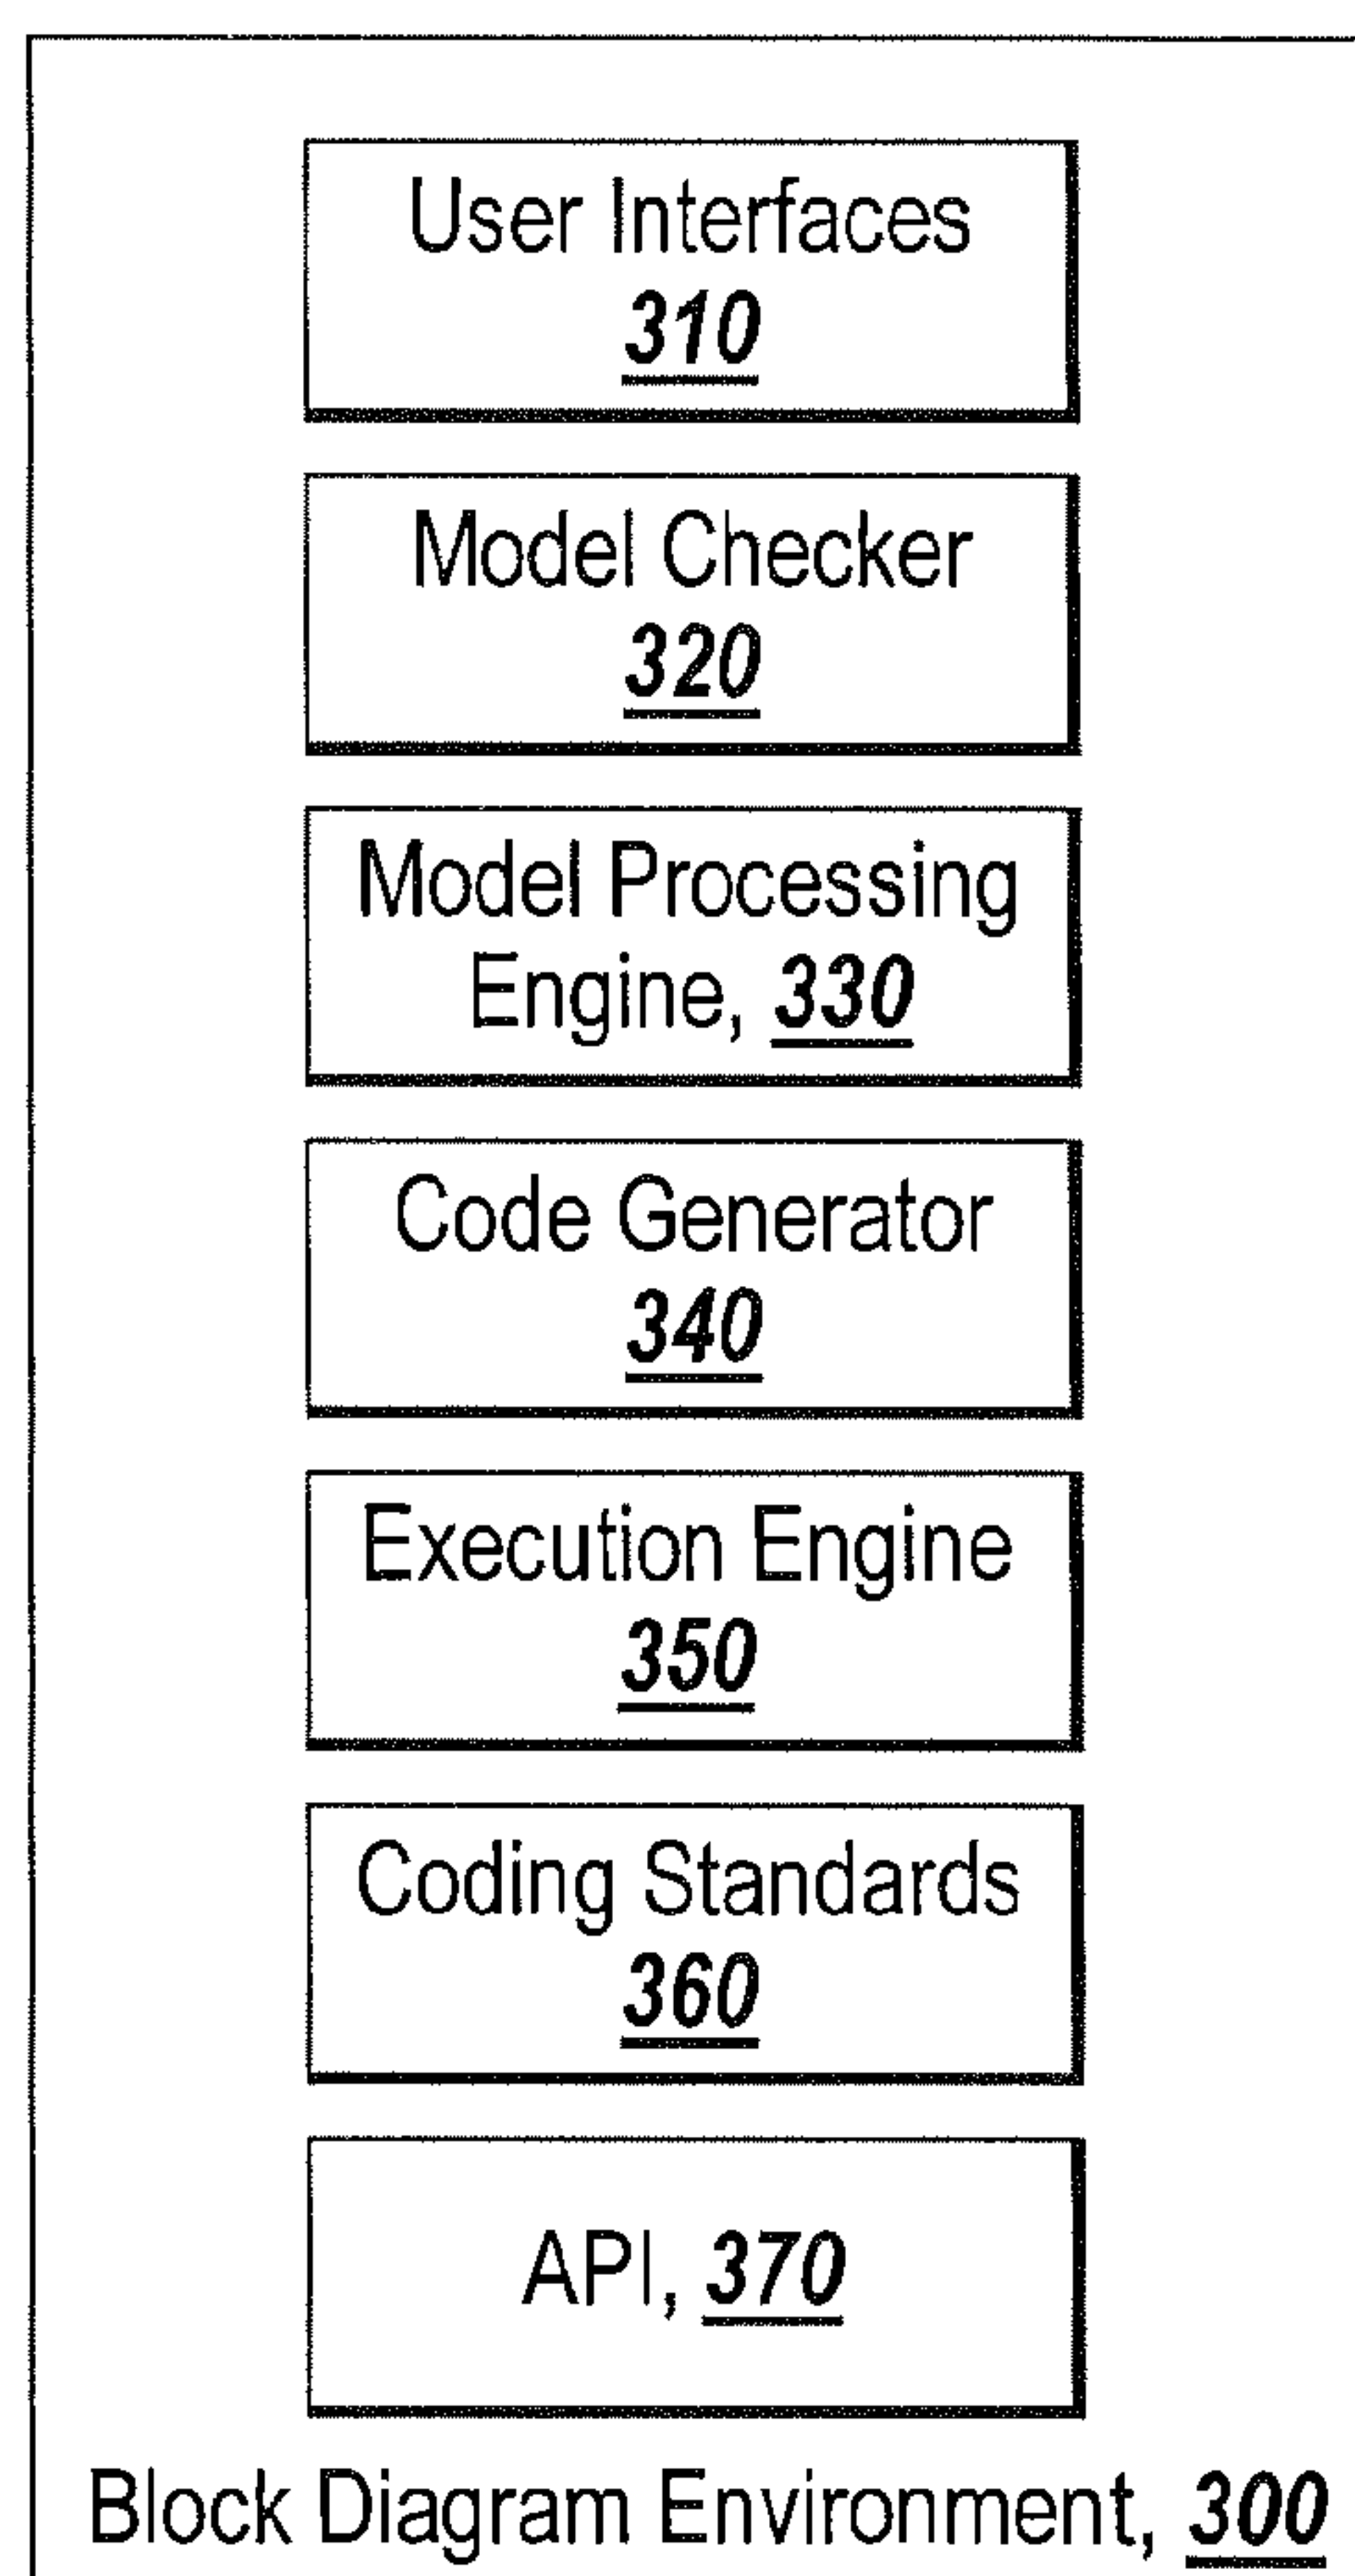 User Interfaces
310
Model Checker
320
Model Processing
Engine, 330
Code Generator
340
Execution Engine
350
Coding Standards
360
API, 370
Block Diagram Environment, 300